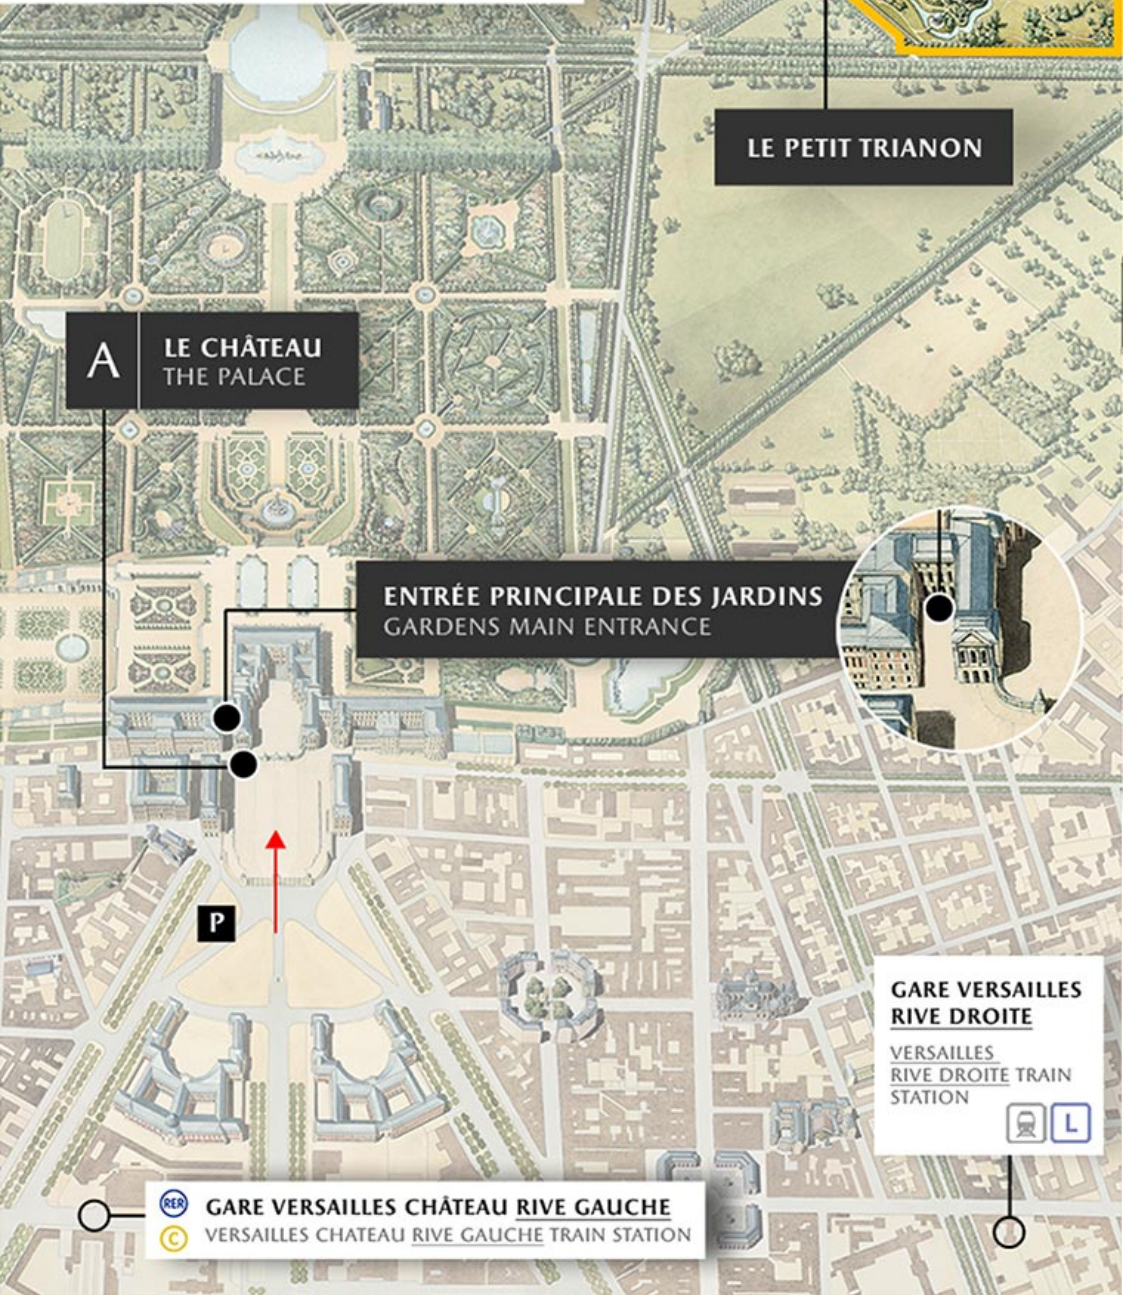 LE PETIT TRIANON
A
LE CHÂTEAU
THE PALACE
ENTRÉE PRINCIPALE DES JARDINS
GARDENS MAIN ENTRANCE
P
GARE VERSAILLES
RIVE DROITE
VERSAILLES
RIVE DROITE TRAIN
STATION
L
RER
C
GARE VERSAILLES CHÂTEAU RIVE GAUCHE
VERSAILLES CHATEAU RIVE GAUCHE TRAIN STATION